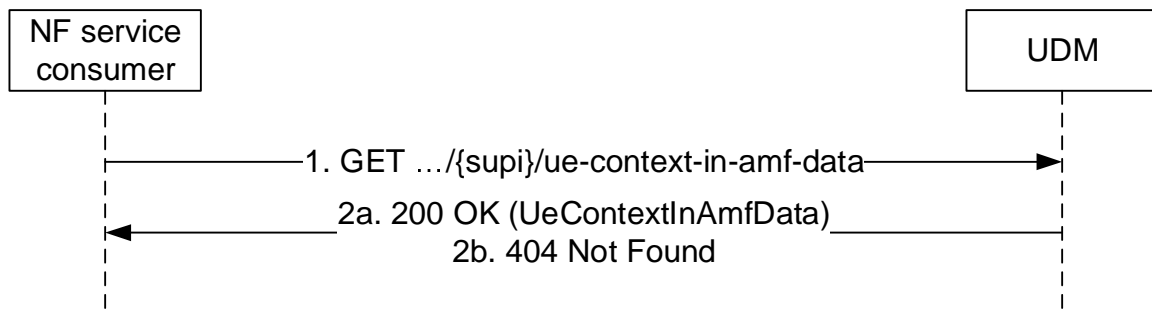 NF service
consumer
UDM
1. GET …/{supi}/ue-context-in-amf-data
2a. 200 OK (UeContextInAmfData)
2b. 404 Not Found